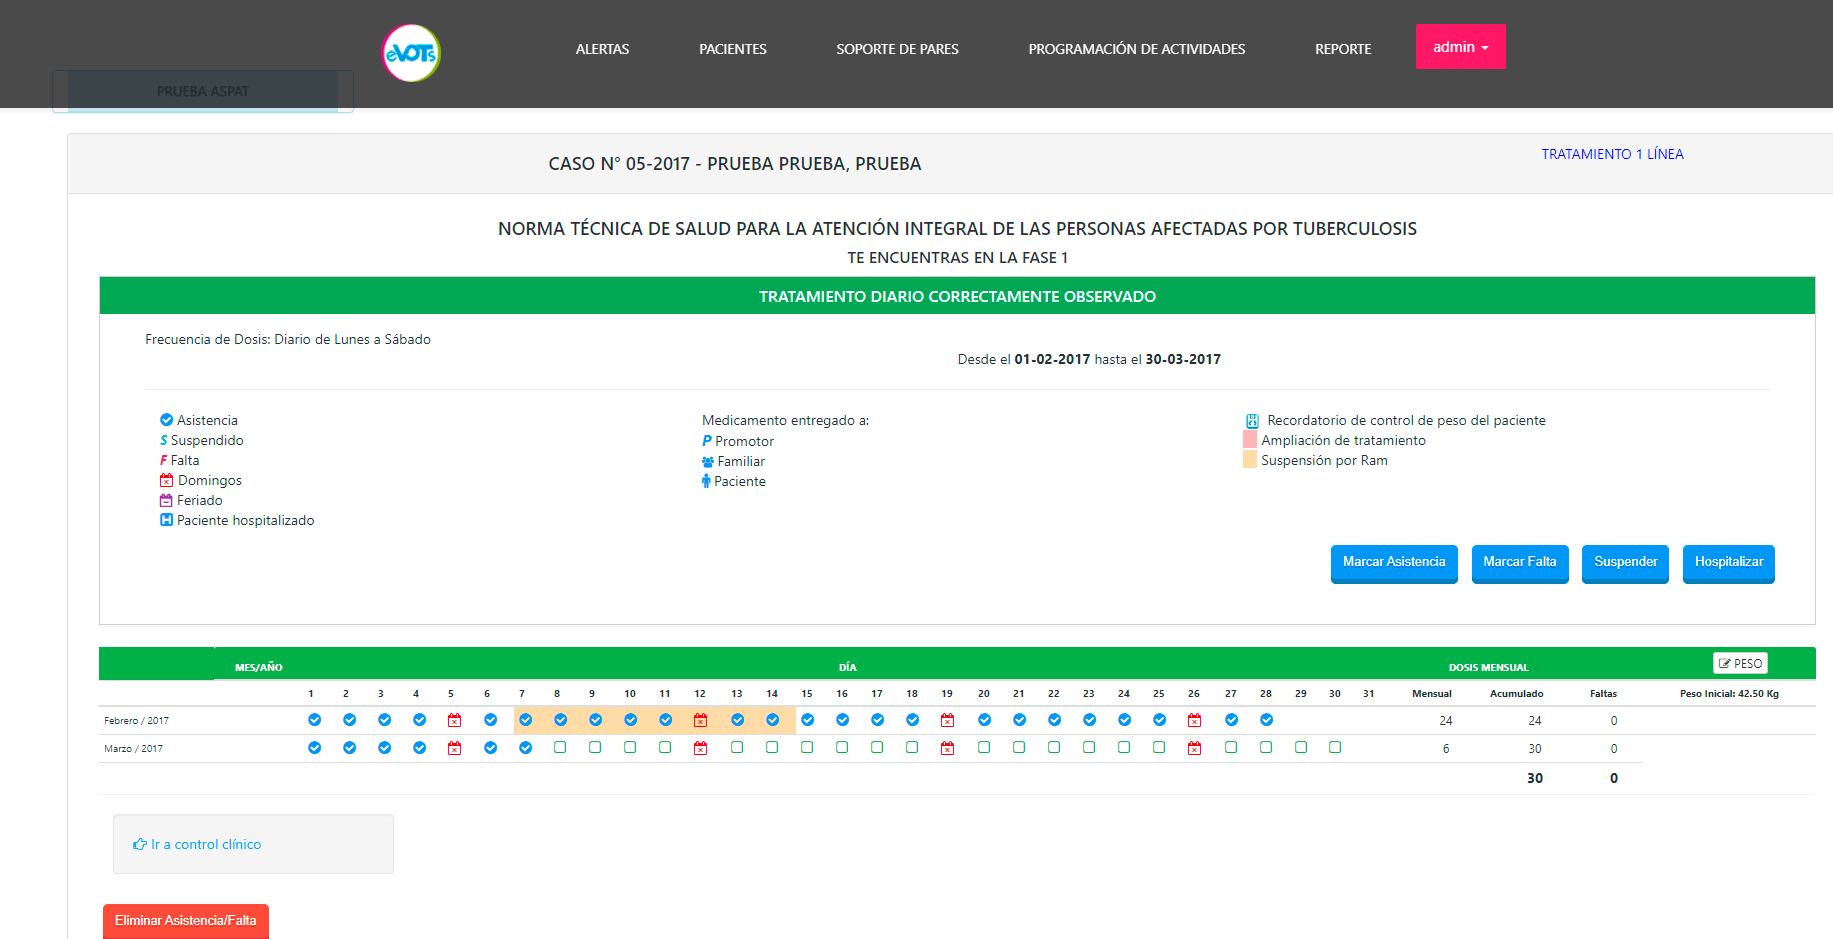 eVOTs
ALERTAS
PACIENTES
SOPORTE DE PARES
PROGRAMACIÓN DE ACTIVIDADES
REPORTE
admin
PRUEBA ASPAT
CASO N° 05-2017 - PRUEBA PRUEBA, PRUEBA
TRATAMIENTO 1 LÍNEA
NORMA TÉCNICA DE SALUD PARA LA ATENCIÓN INTEGRAL DE LAS PERSONAS AFECTADAS POR TUBERCULOSIS
TE ENCUENTRAS EN LA FASE 1
TRATAMIENTO DIARIO CORRECTAMENTE OBSERVADO
Frecuencia de Dosis: Diario de Lunes a Sábado
Desde el 01-02-2017 hasta el 30-03-2017
Asistencia
S Suspendido
F Falta
Domingos
Feriado
H Paciente hospitalizado
Medicamento entregado a:
P Promotor
Familiar
Paciente
Recordatorio de control de peso del paciente
Ampliación de tratamiento
Suspensión por Ram
Marcar Asistencia
Marcar Falta
Suspender
Hospitalizar
MES/AÑO DÍA DOSIS MENSUAL PESO
1 2 3 4 5 6 7 8 9 10 11 12 13 14 15 16 17 18 19 20 21 22 23 24 25 26 27 28 29 30 31 Mensual Acumulado Faltas Peso Inicial: 42.50 Kg
Febrero / 2017 24 24 0
Marzo / 2017 6 30 0
30 0
Ir a control clínico
Eliminar Asistencia/Falta